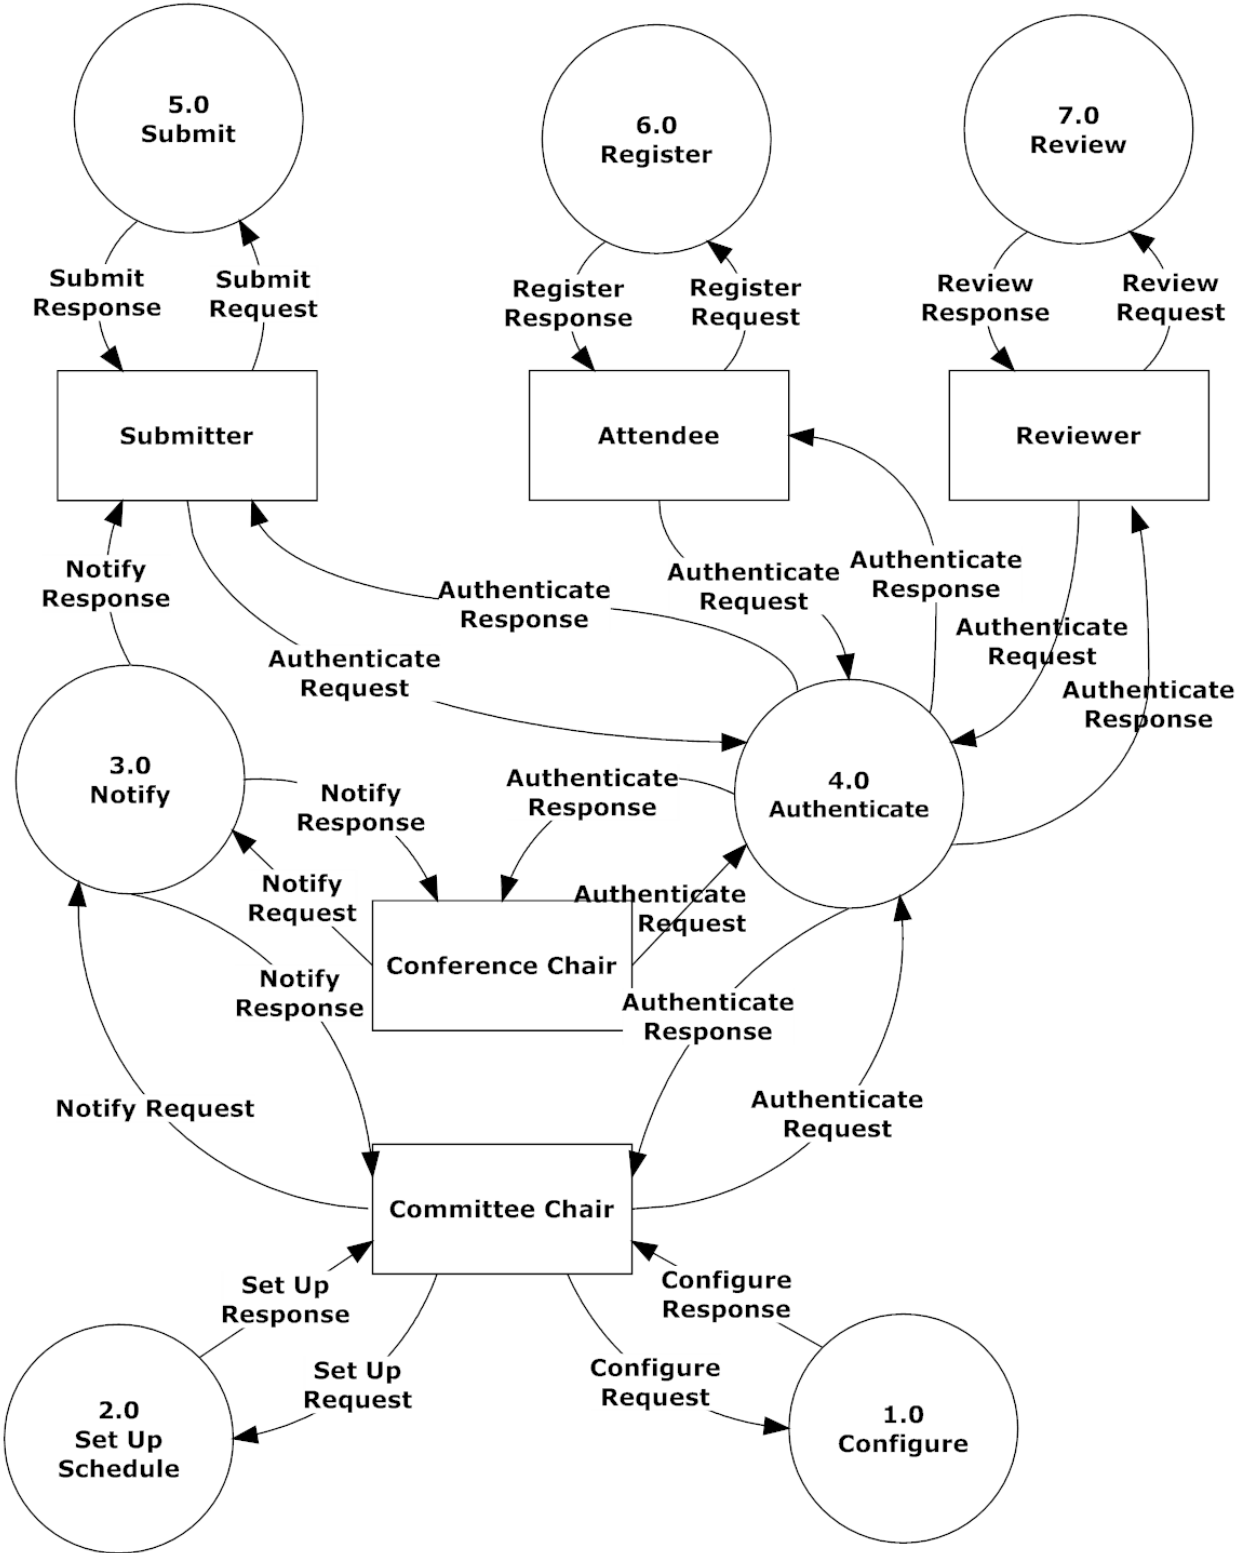 5.0
Submit
6.0
Register
7.0
Review
Submit
Response
Submit
Request
Register
Response
Register
Request
Review
Response
Review
Request
Submitter
Attendee
Reviewer
Notify
Response
Authenticate
Response
Authenticate
Request
Authenticate
Response
Authenticate
Request
Authenticate
Request
Authenticate
Response
3.0
Notify
Notify
Response
Authenticate
Response
4.0
Authenticate
Notify
Request
Authenticate
Request
Conference Chair
Notify
Response
Authenticate
Response
Notify Request
Authenticate
Request
Committee Chair
Set Up
Response
Configure
Response
Set Up
Request
Configure
Request
2.0
Set Up
Schedule
1.0
Configure